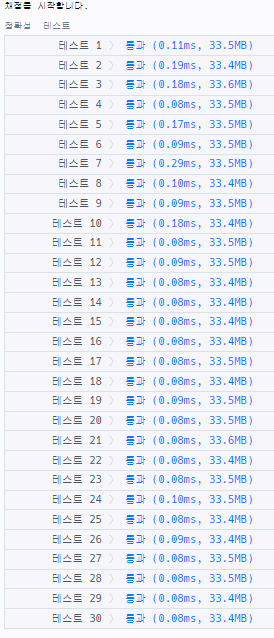 채점을 시작합니다.
정확성 테스트
테스트 1 〉 통과 (0.11ms, 33.5MB)
테스트 2 〉 통과 (0.19ms, 33.4MB)
테스트 3 〉 통과 (0.18ms, 33.6MB)
테스트 4 〉 통과 (0.08ms, 33.5MB)
테스트 5 〉 통과 (0.17ms, 33.5MB)
테스트 6 〉 통과 (0.09ms, 33.5MB)
테스트 7 〉 통과 (0.29ms, 33.5MB)
테스트 8 〉 통과 (0.10ms, 33.4MB)
테스트 9 〉 통과 (0.09ms, 33.5MB)
테스트 10 〉 통과 (0.18ms, 33.4MB)
테스트 11 〉 통과 (0.08ms, 33.5MB)
테스트 12 〉 통과 (0.09ms, 33.5MB)
테스트 13 〉 통과 (0.08ms, 33.4MB)
테스트 14 〉 통과 (0.08ms, 33.5MB)
테스트 15 〉 통과 (0.08ms, 33.4MB)
테스트 16 〉 통과 (0.08ms, 33.4MB)
테스트 17 〉 통과 (0.08ms, 33.5MB)
테스트 18 〉 통과 (0.08ms, 33.4MB)
테스트 19 〉 통과 (0.09ms, 33.5MB)
테스트 20 〉 통과 (0.08ms, 33.5MB)
테스트 21 〉 통과 (0.08ms, 33.6MB)
테스트 22 〉 통과 (0.08ms, 33.4MB)
테스트 23 〉 통과 (0.08ms, 33.5MB)
테스트 24 〉 통과 (0.10ms, 33.5MB)
테스트 25 〉 통과 (0.08ms, 33.4MB)
테스트 26 〉 통과 (0.09ms, 33.4MB)
테스트 27 〉 통과 (0.08ms, 33.5MB)
테스트 28 〉 통과 (0.08ms, 33.5MB)
테스트 29 〉 통과 (0.08ms, 33.4MB)
테스트 30 〉 통과 (0.08ms, 33.4MB)